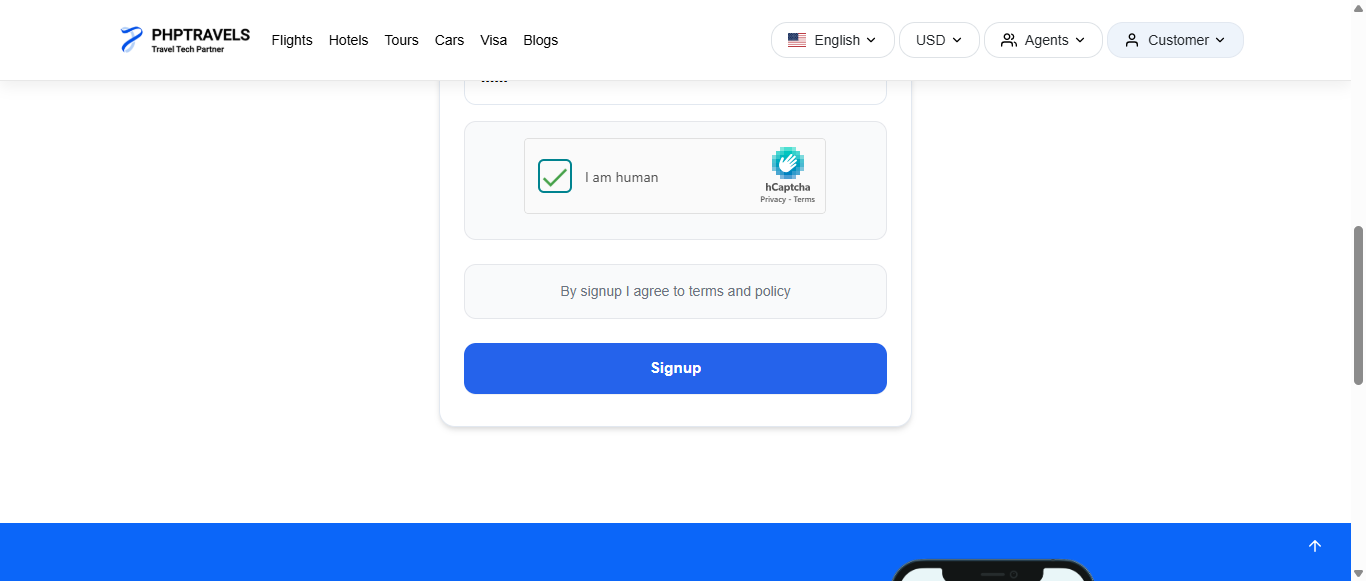 PHPTRAVELS
Travel Tech Partner
Flights Hotels Tours Cars Visa Blogs
English USD Agents Customer
I am human
hCaptcha
Privacy - Terms
By signup I agree to terms and policy
Signup